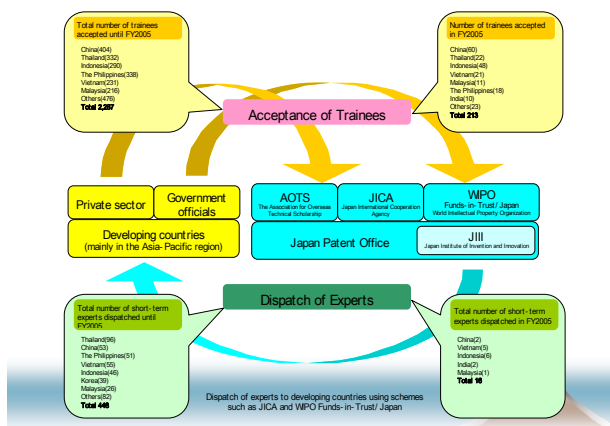 Total number of trainees
accepted until FY2005
China(404)
Thailand(332)
Indonesia(290)
The Philippines(338)
Vietnam(231)
Malaysia(216)
Others(476)
Total 2,287
Number of trainees accepted
in FY2005
China(60)
Thailand(22)
Indonesia(48)
Vietnam(21)
Malaysia(11)
The Philippines(18)
India(10)
Others(23)
Total 213
Acceptance of Trainees
Private sector
Government
officials
Developing countries
(mainly in the Asia-Pacific region)
AOTS
The Association for Overseas
Technical Scholarship
JICA
Japan International Cooperation
Agency
WIPO
Funds-in-Trust/Japan
World Intellectual Property Organization
Japan Patent Office
JIII
Japan Institute of Invention and Innovation
Dispatch of Experts
Total number of short-term
experts dispatched until
FY2005
Thailand(96)
China(53)
The Philippines(51)
Vietnam(55)
Indonesia(46)
Korea(39)
Malaysia(26)
Others(82)
Total 448
Total number of short-term
experts dispatched in FY2005
China(2)
Vietnam(5)
Indonesia(6)
India(2)
Malaysia(1)
Total 16
Dispatch of experts to developing countries using schemes
such as JICA and WIPO Funds-in-Trust/Japan